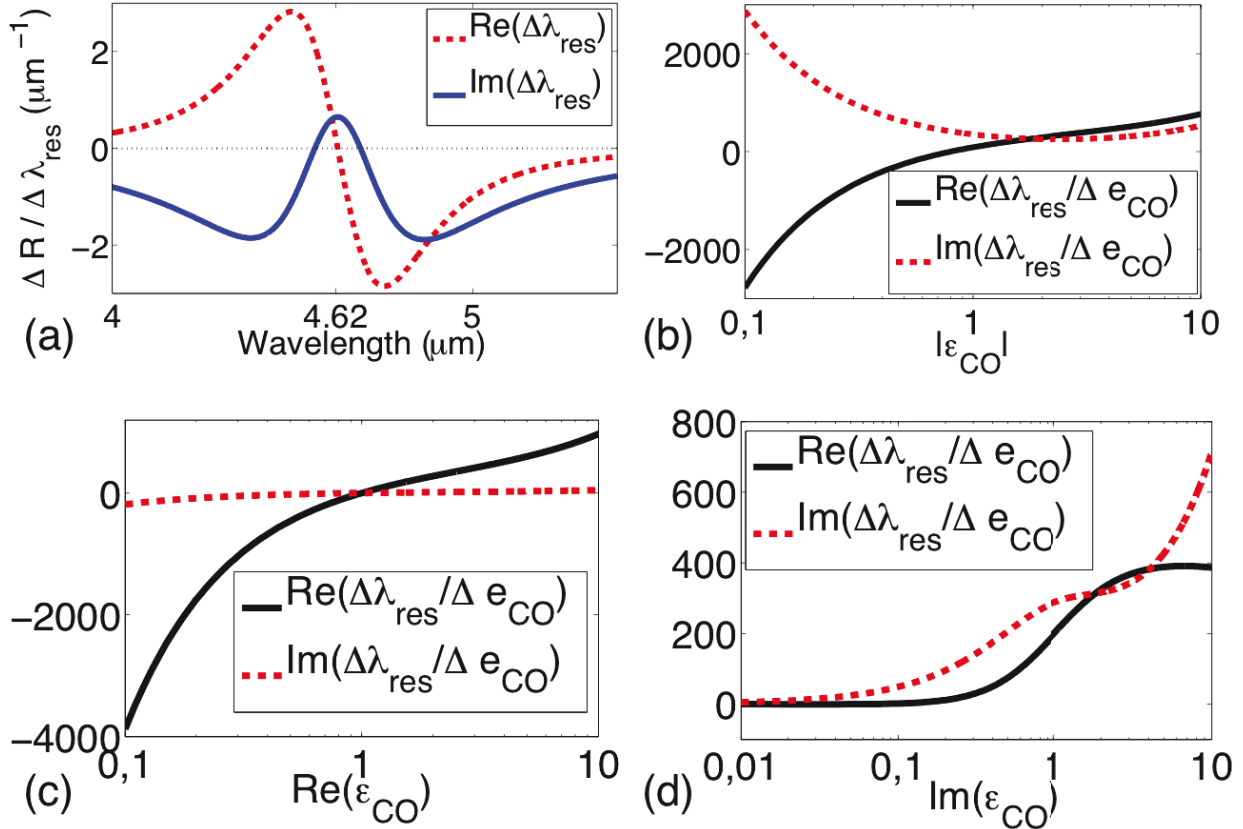 ΔR / Δ λres (μm⁻¹)
2
0
−2
Re(Δλres)
Im(Δλres)
4
4.62
5
Wavelength (μm)
(a)
2000
0
−2000
Re(Δλres/Δ eCO)
Im(Δλres/Δ eCO)
0,1
1
10
|εCO|
(b)
0
−2000
−4000
Re(Δλres/Δ eCO)
Im(Δλres/Δ eCO)
0,1
1
10
Re(εCO)
(c)
800
600
400
200
0
Re(Δλres/Δ eCO)
Im(Δλres/Δ eCO)
0,01
0,1
1
10
Im(εCO)
(d)